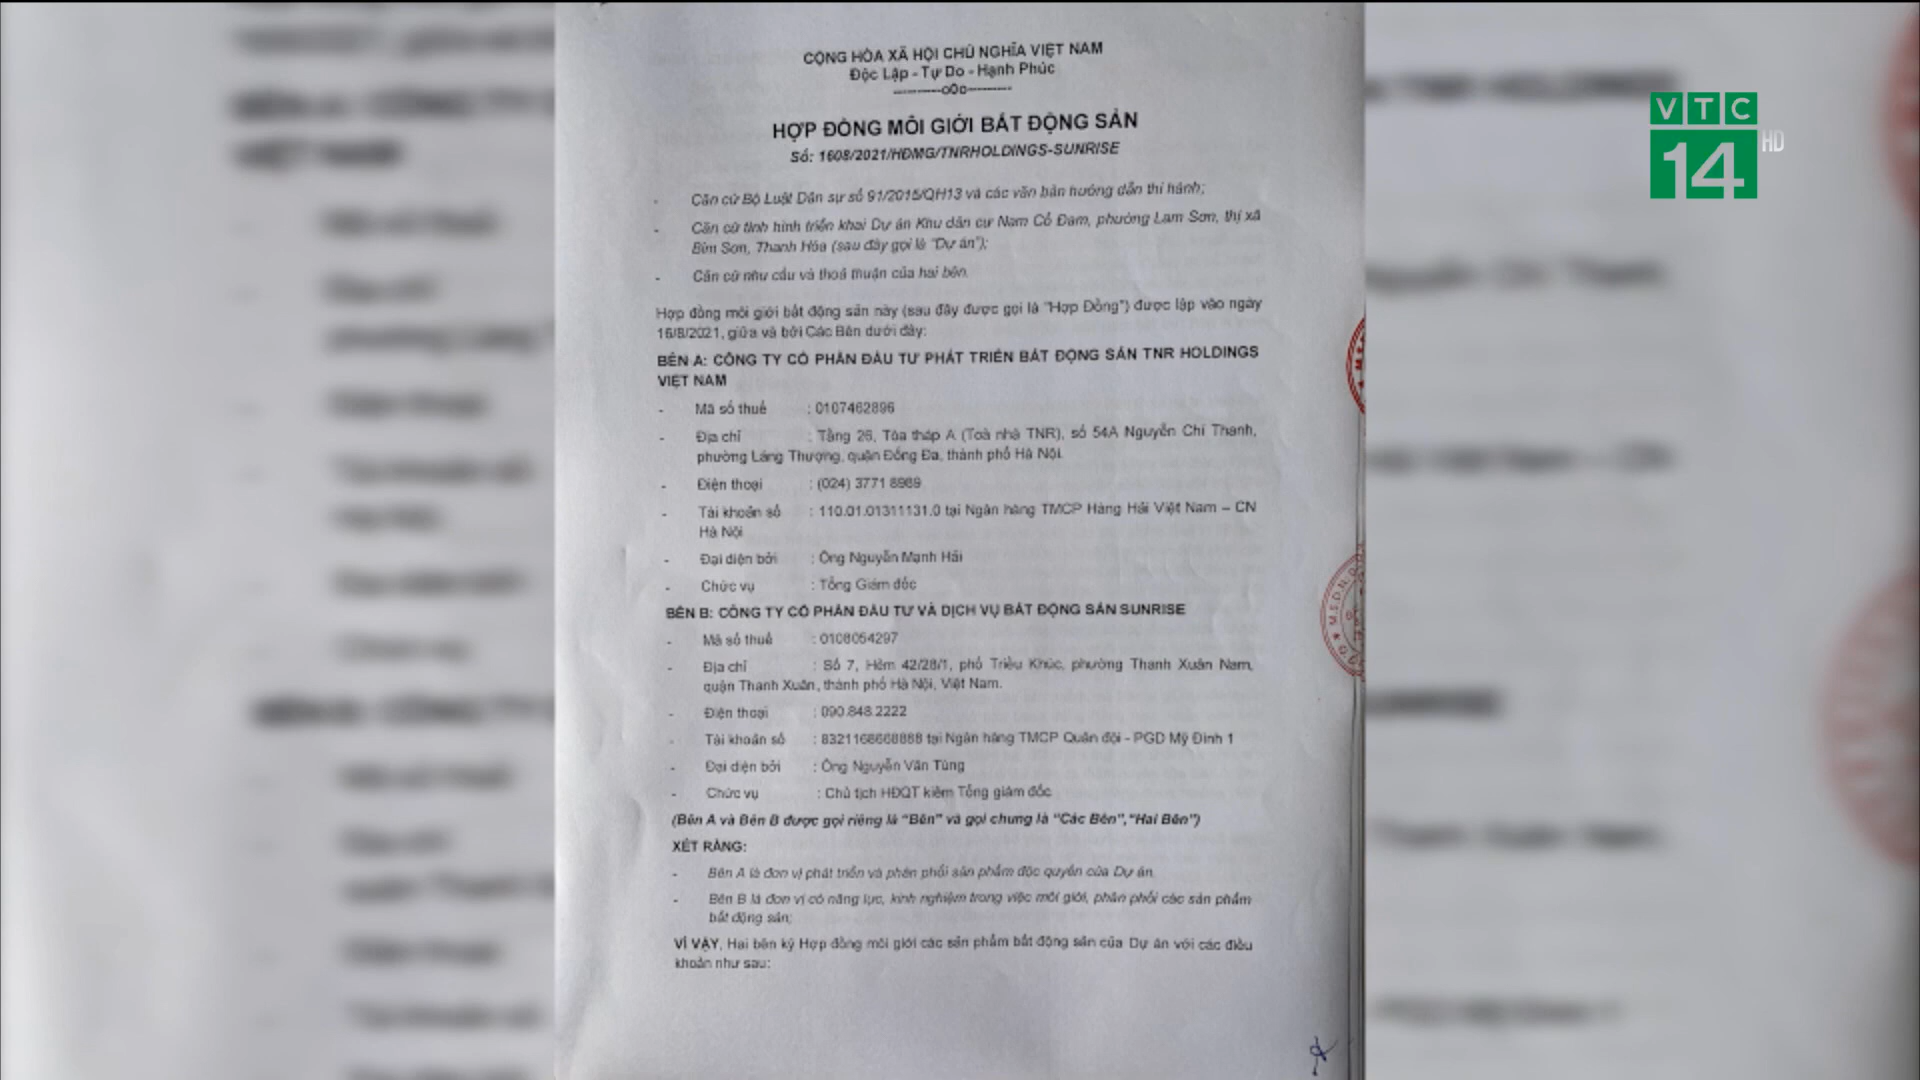 CỘNG HÒA XÃ HỘI CHỦ NGHĨA VIỆT NAM
Độc Lập - Tự Do - Hạnh Phúc
-----------o0o----------
HỢP ĐỒNG MÔI GIỚI BẤT ĐỘNG SẢN
Số: 1608/2021/HĐMG/TNRHOLDINGS-SUNRISE
- Căn cứ Bộ Luật Dân sự số 91/2015/QH13 và các văn bản hướng dẫn thi hành;
- Căn cứ tình hình triển khai Dự án Khu dân cư Nam Cổ Đam, phường Lam Sơn, thị xã
Bỉm Sơn, Thanh Hóa (sau đây gọi là "Dự án");
- Căn cứ nhu cầu và thoả thuận của hai bên.
Hợp đồng môi giới bất động sản này (sau đây được gọi là "Hợp Đồng") được lập vào ngày
16/8/2021, giữa và bởi Các Bên dưới đây:
BÊN A: CÔNG TY CỔ PHẦN ĐẦU TƯ PHÁT TRIỂN BẤT ĐỘNG SẢN TNR HOLDINGS
VIỆT NAM
- Mã số thuế : 0107462896
- Địa chỉ : Tầng 26, Tòa tháp A (Toà nhà TNR), số 54A Nguyễn Chí Thanh,
phường Láng Thượng, quận Đống Đa, thành phố Hà Nội.
- Điện thoại : (024) 3771 8989
- Tài khoản số : 110.01.01311131.0 tại Ngân hàng TMCP Hàng Hải Việt Nam – CN
Hà Nội
- Đại diện bởi : Ông Nguyễn Mạnh Hải
- Chức vụ : Tổng Giám đốc
BÊN B: CÔNG TY CỔ PHẦN ĐẦU TƯ VÀ DỊCH VỤ BẤT ĐỘNG SẢN SUNRISE
- Mã số thuế : 0108054297
- Địa chỉ : Số 7, Hẻm 42/28/1, phố Triều Khúc, phường Thanh Xuân Nam,
quận Thanh Xuân, thành phố Hà Nội, Việt Nam.
- Điện thoại : 090.848.2222
- Tài khoản số : 8321168668868 tại Ngân hàng TMCP Quân đội - PGD Mỹ Đình 1
- Đại diện bởi : Ông Nguyễn Văn Tùng
- Chức vụ : Chủ tịch HĐQT kiêm Tổng giám đốc
(Bên A và Bên B được gọi riêng là "Bên" và gọi chung là "Các Bên","Hai Bên")
XÉT RẰNG:
- Bên A là đơn vị phát triển và phân phối sản phẩm độc quyền của Dự án.
- Bên B là đơn vị có năng lực, kinh nghiệm trong việc môi giới, phân phối các sản phẩm
bất động sản;
VÌ VẬY, Hai bên ký Hợp đồng môi giới các sản phẩm bất động sản của Dự án với các điều
khoản như sau:
VTC
14 HD